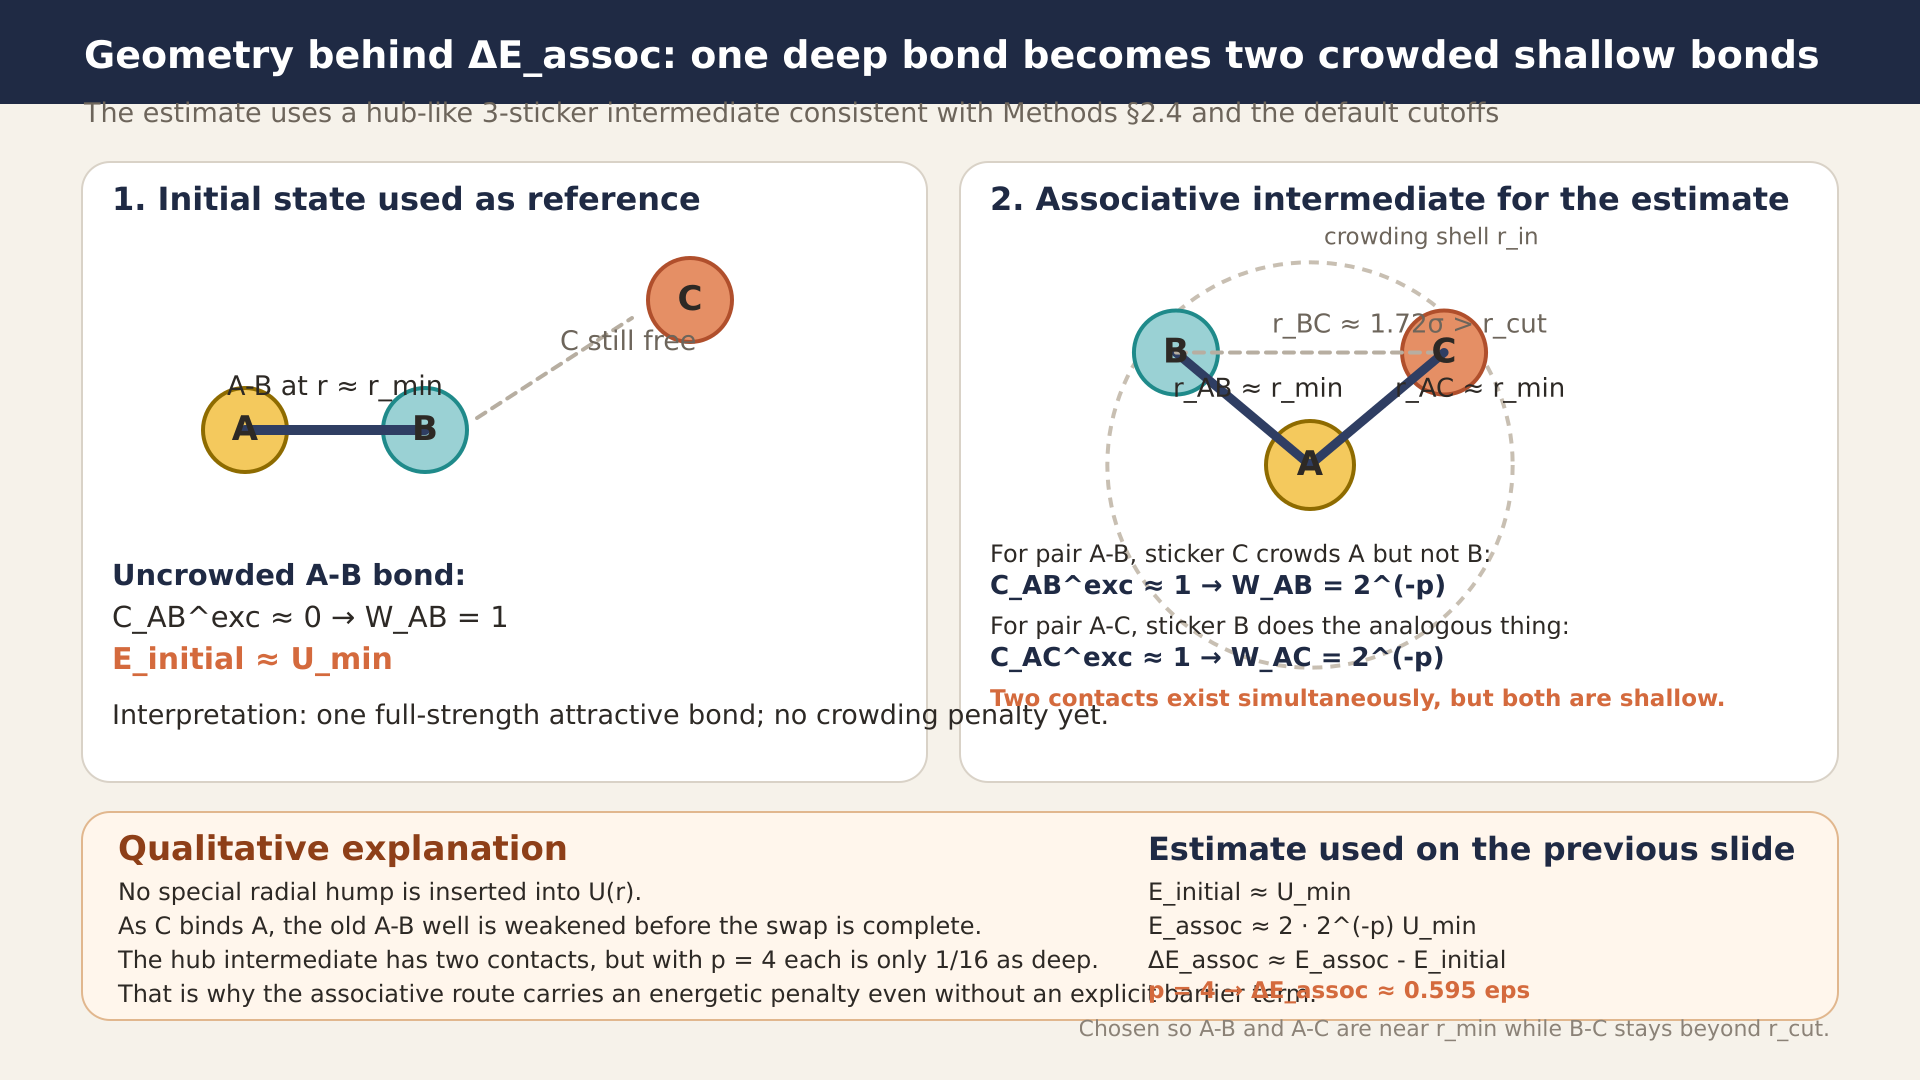 Geometry behind ΔE_assoc: one deep bond becomes two crowded shallow bonds
The estimate uses a hub-like 3-sticker intermediate consistent with Methods §2.4 and the default cutoffs
1. Initial state used as reference
C
C still free
A-B at r ≈ r_min
A
B
Uncrowded A-B bond:
C_AB^exc ≈ 0 → W_AB = 1
E_initial ≈ U_min
Interpretation: one full-strength attractive bond; no crowding penalty yet.
2. Associative intermediate for the estimate
crowding shell r_in
r_BC ≈ 1.72σ > r_cut
B
C
r_AB ≈ r_min
r_AC ≈ r_min
A
For pair A-B, sticker C crowds A but not B:
C_AB^exc ≈ 1 → W_AB = 2^(-p)
For pair A-C, sticker B does the analogous thing:
C_AC^exc ≈ 1 → W_AC = 2^(-p)
Two contacts exist simultaneously, but both are shallow.
Qualitative explanation
No special radial hump is inserted into U(r).
As C binds A, the old A-B well is weakened before the swap is complete.
The hub intermediate has two contacts, but with p = 4 each is only 1/16 as deep.
That is why the associative route carries an energetic penalty even without an explicit barrier term.
Estimate used on the previous slide
E_initial ≈ U_min
E_assoc ≈ 2 · 2^(-p) U_min
ΔE_assoc ≈ E_assoc - E_initial
p = 4 → ΔE_assoc ≈ 0.595 eps
Chosen so A-B and A-C are near r_min while B-C stays beyond r_cut.